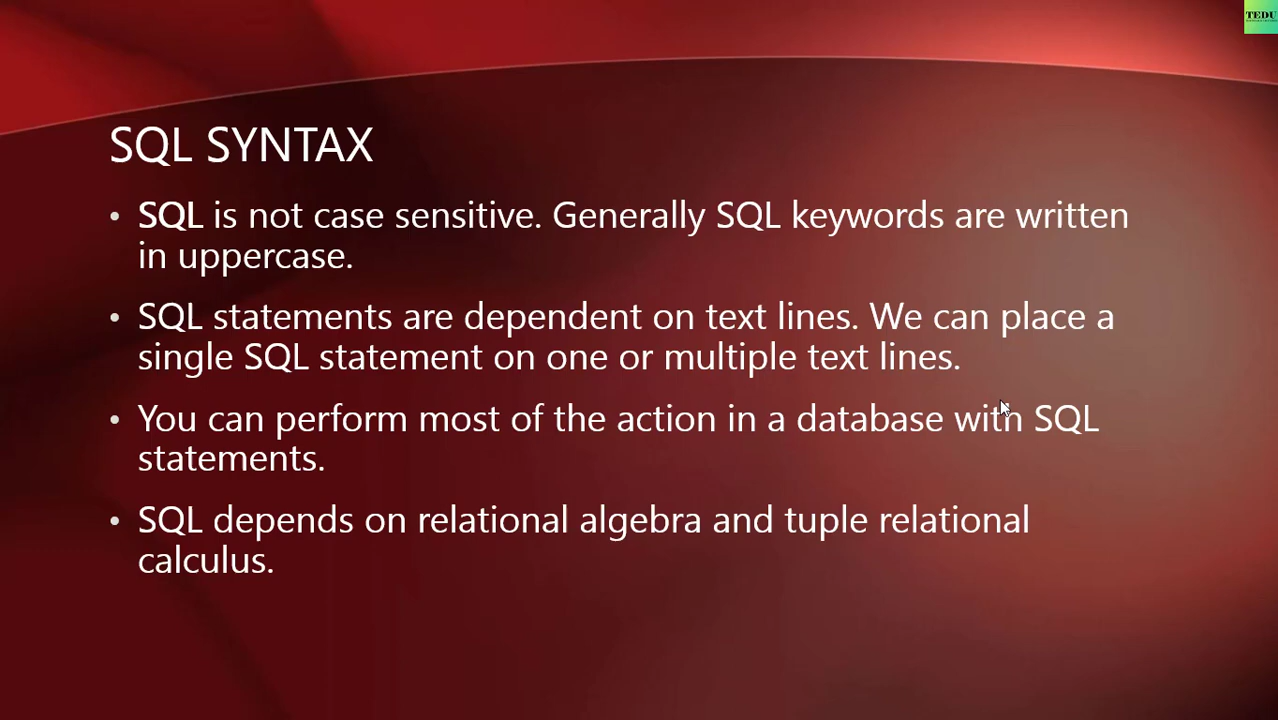 TEDU
SQL SYNTAX
• SQL is not case sensitive. Generally SQL keywords are written
in uppercase.
• SQL statements are dependent on text lines. We can place a
single SQL statement on one or multiple text lines.
• You can perform most of the action in a database with SQL
statements.
• SQL depends on relational algebra and tuple relational
calculus.